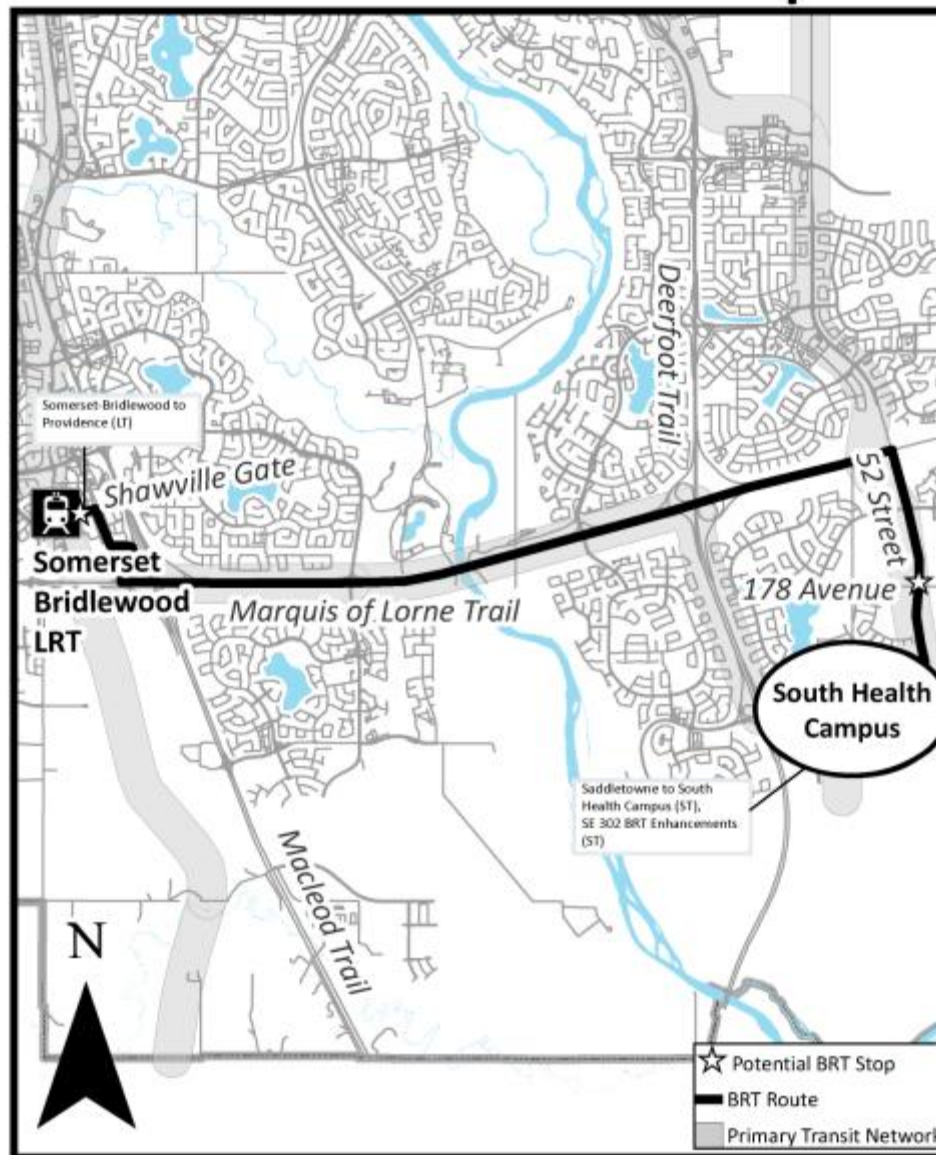 Deerfoot Trail
Somerset-Bridlewood to
Providence (LT)
Shawville Gate
52 Street
Somerset
Bridlewood
LRT
178 Avenue
Marquis of Lorne Trail
South Health
Campus
Saddletowne to South
Health Campus (ST),
SE 302 BRT Enhancements
(ST)
Macleod Trail
N
Potential BRT Stop
BRT Route
Primary Transit Network